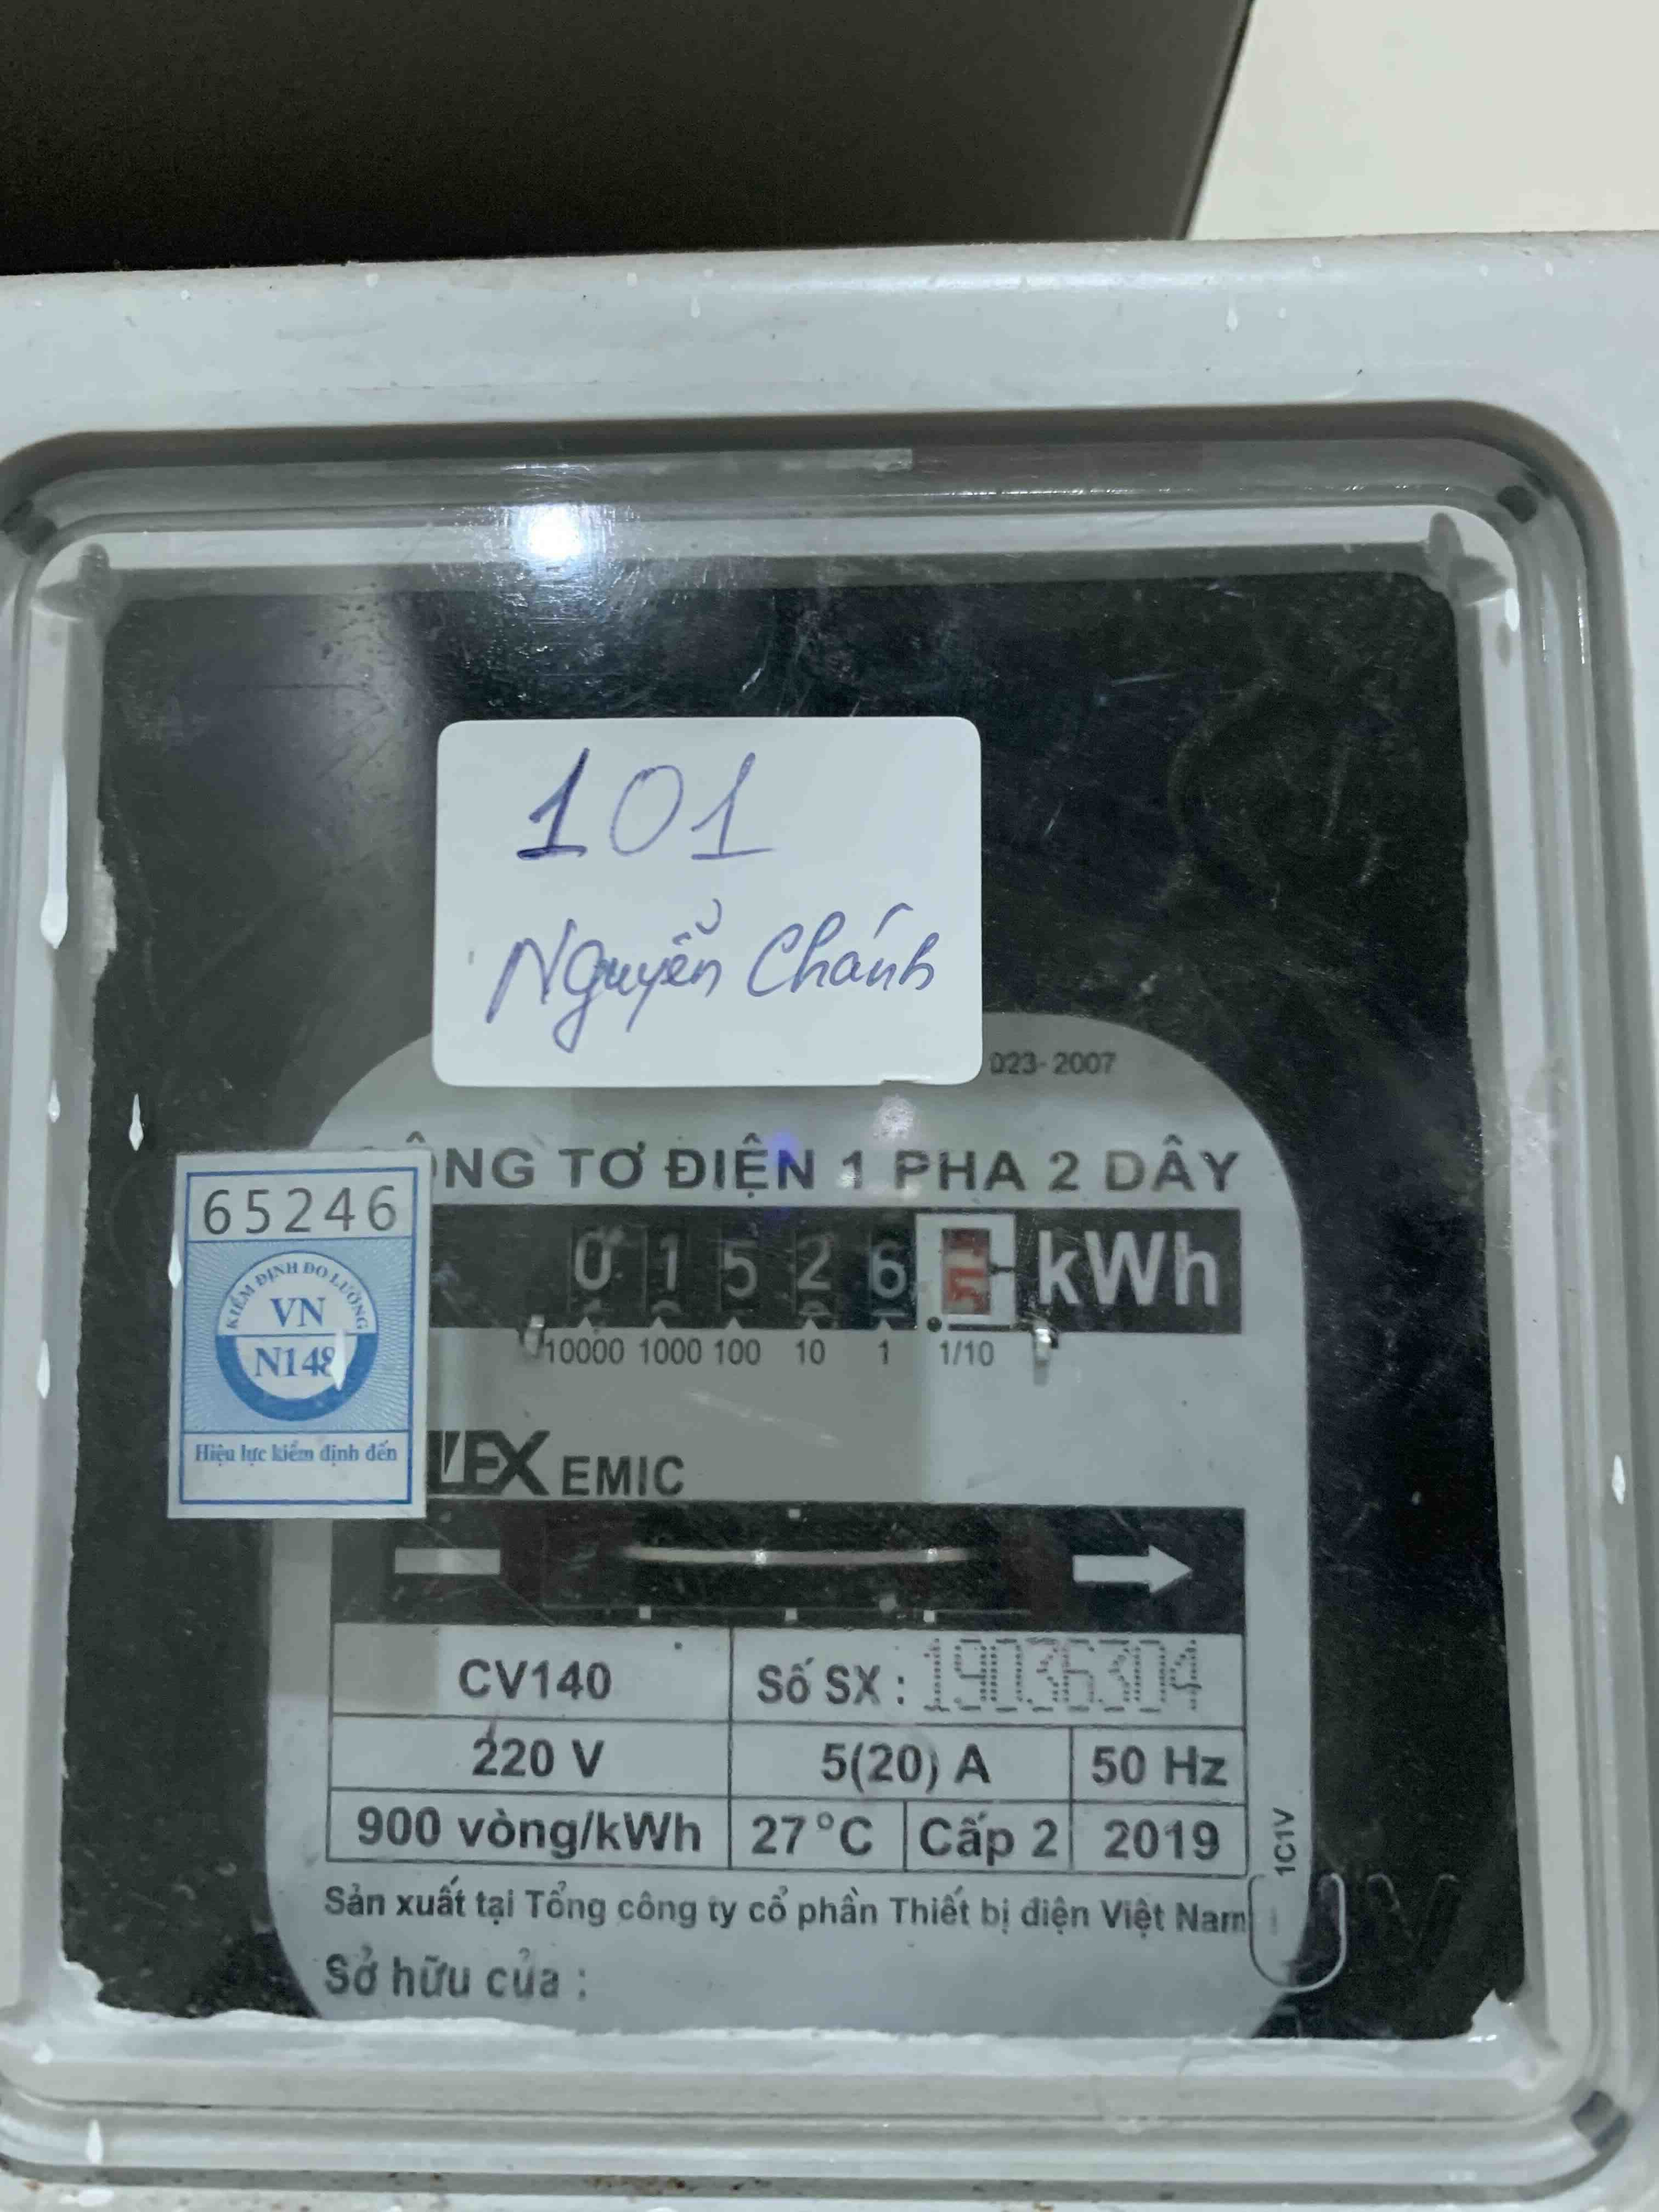 101
Nguyễn Chánh
023-2007
ÔNG TƠ ĐIỆN 1 PHA 2 DÂY
65246
KIỂM ĐỊNH ĐO LƯỜNG
VN
N148
Hiệu lực kiểm định đến
0 1 5 2 6 kWh
10000 1000 100 10 1 1/10
EMIC
CV140 Số SX : 19036304
220 V 5(20) A 50 Hz
900 vòng/kWh 27°C Cấp 2 2019
1C1V
Sản xuất tại Tổng công ty cổ phần Thiết bị điện Việt Nam
Sở hữu của :